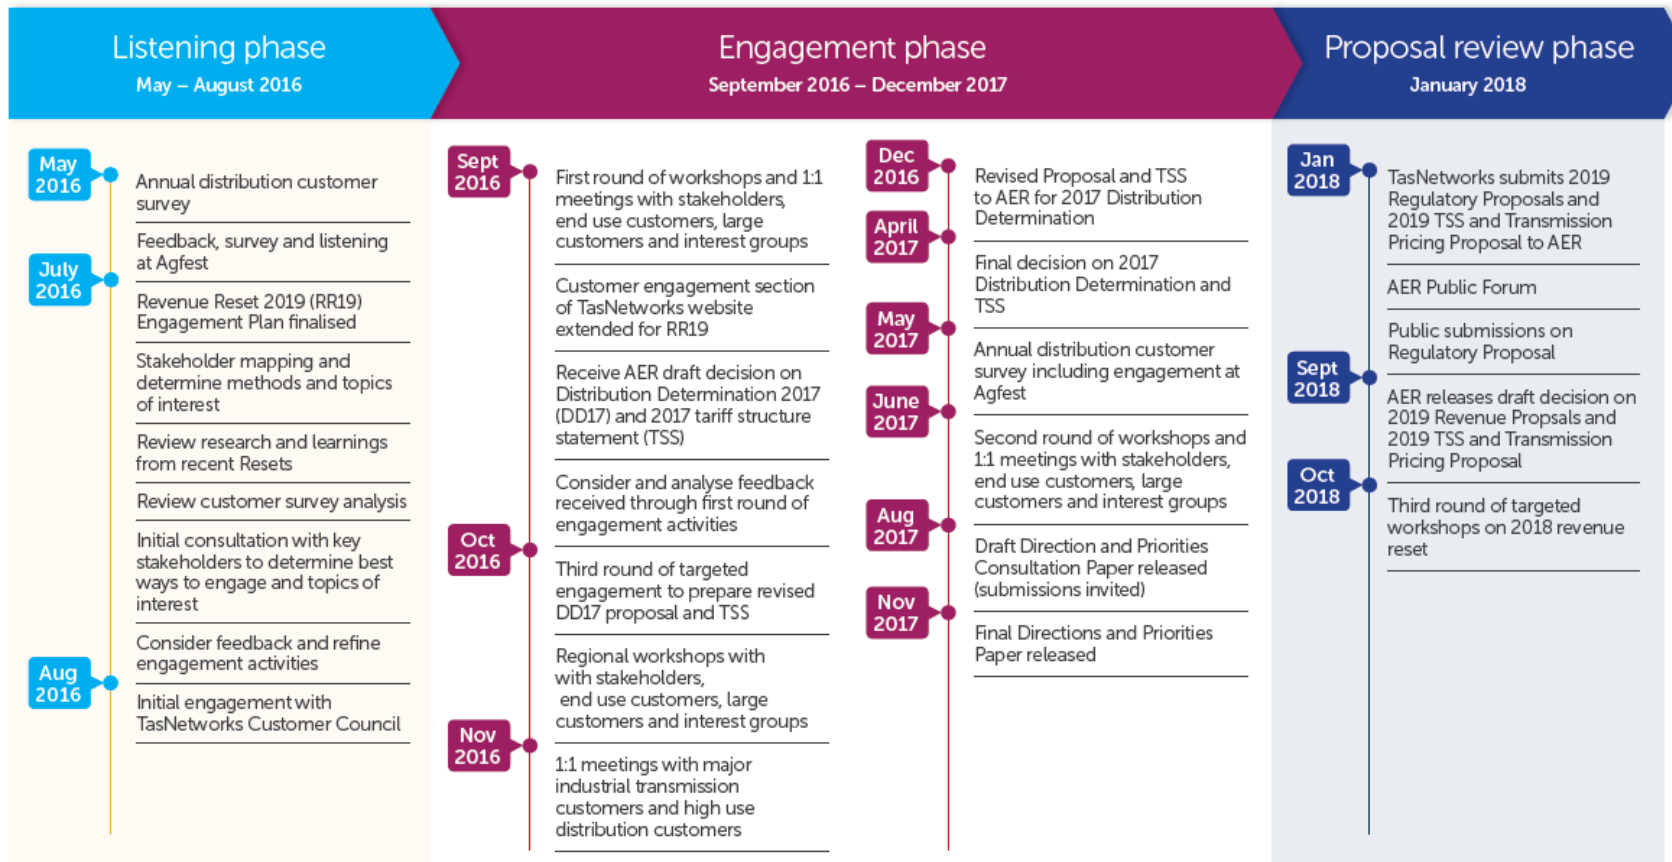 Listening phase
May – August 2016
Engagement phase
September 2016 – December 2017
Proposal review phase
January 2018
May
2016
Annual distribution customer
survey
Feedback, survey and listening
at Agfest
July
2016
Revenue Reset 2019 (RR19)
Engagement Plan finalised
Stakeholder mapping and
determine methods and topics
of interest
Review research and learnings
from recent Resets
Review customer survey analysis
Initial consultation with key
stakeholders to determine best
ways to engage and topics of
interest
Consider feedback and refine
engagement activities
Aug
2016
Initial engagement with
TasNetworks Customer Council
Sept
2016
First round of workshops and 1:1
meetings with stakeholders,
end use customers, large
customers and interest groups
Customer engagement section
of TasNetworks website
extended for RR19
Receive AER draft decision on
Distribution Determination 2017
(DD17) and 2017 tariff structure
statement (TSS)
Consider and analyse feedback
received through first round of
engagement activities
Oct
2016
Third round of targeted
engagement to prepare revised
DD17 proposal and TSS
Regional workshops with
with stakeholders,
end use customers, large
customers and interest groups
Nov
2016
1:1 meetings with major
industrial transmission
customers and high use
distribution customers
Dec
2016
Revised Proposal and TSS
to AER for 2017 Distribution
Determination
April
2017
Final decision on 2017
Distribution Determination and
TSS
May
2017
Annual distribution customer
survey including engagement at
Agfest
June
2017
Second round of workshops and
1:1 meetings with stakeholders,
end use customers, large
customers and interest groups
Aug
2017
Draft Direction and Priorities
Consultation Paper released
(submissions invited)
Nov
2017
Final Directions and Priorities
Paper released
Jan
2018
TasNetworks submits 2019
Regulatory Proposals and
2019 TSS and Transmission
Pricing Proposal to AER
AER Public Forum
Public submissions on
Regulatory Proposal
Sept
2018
AER releases draft decision on
2019 Revenue Propsals and
2019 TSS and Transmission
Pricing Proposal
Oct
2018
Third round of targeted
workshops on 2018 revenue
reset